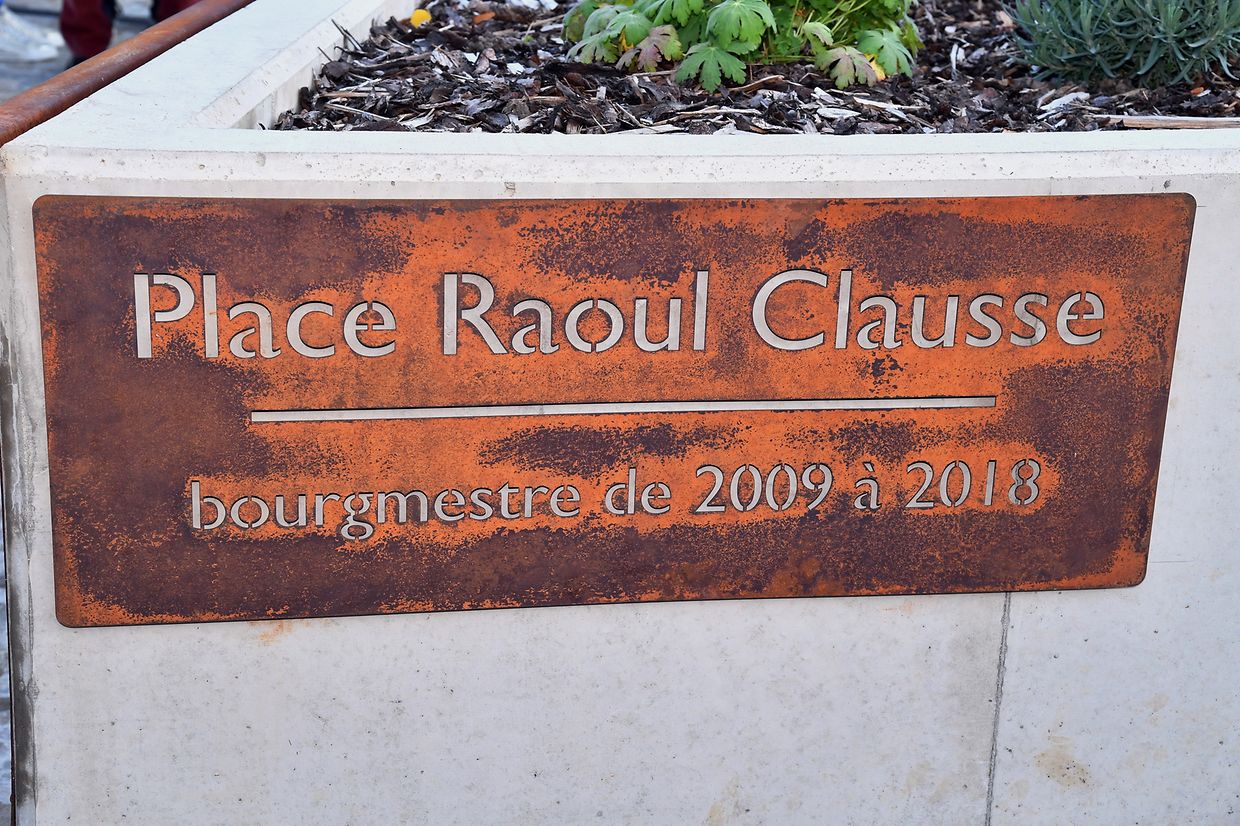 Place Raoul Clausse
bourgmestre de 2009 à 2018